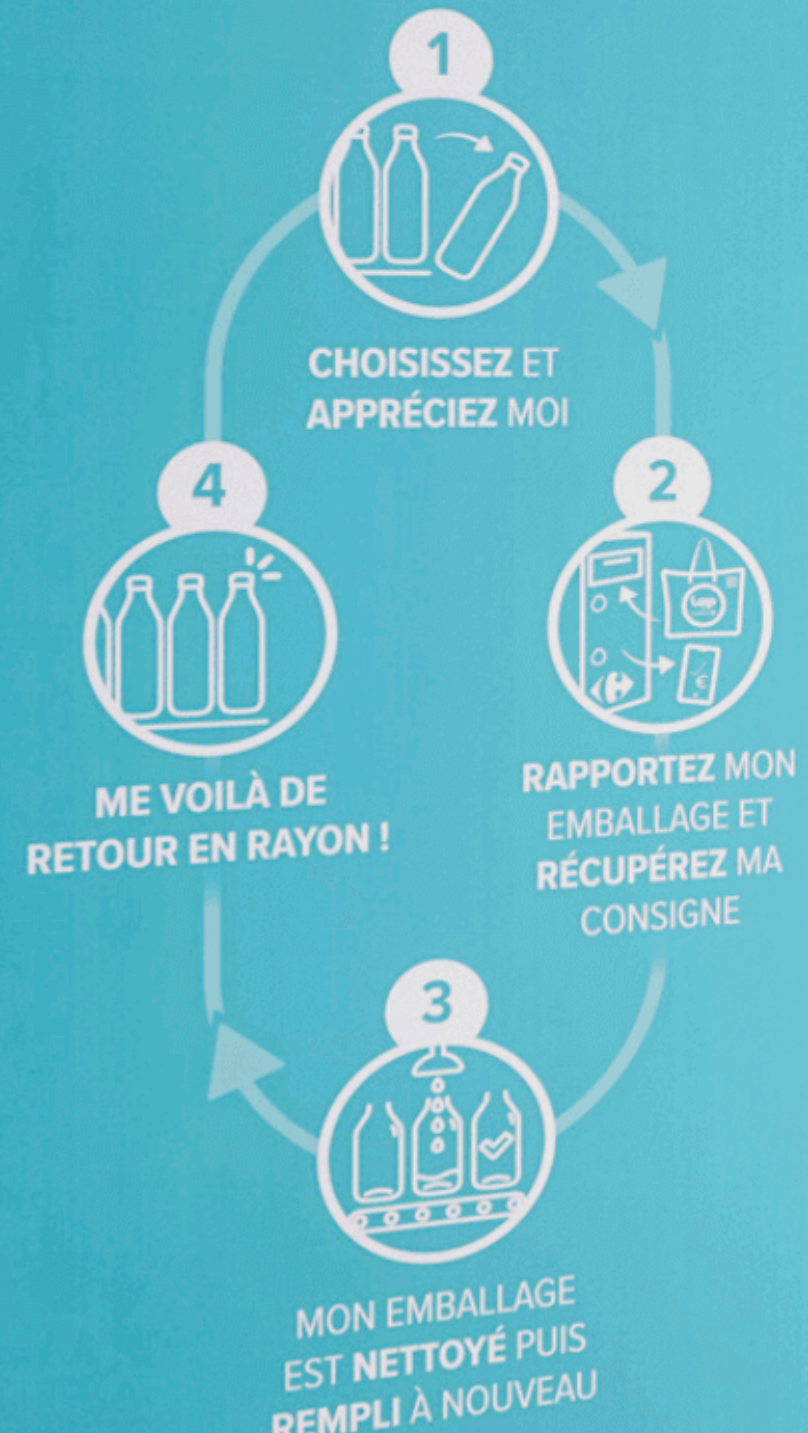 1
CHOISISSEZ ET
APPRÉCIEZ MOI
2
Loop
€
RAPPORTEZ MON
EMBALLAGE ET
RÉCUPÉREZ MA
CONSIGNE
3
MON EMBALLAGE
EST NETTOYÉ PUIS
REMPLI À NOUVEAU
4
ME VOILÀ DE
RETOUR EN RAYON !